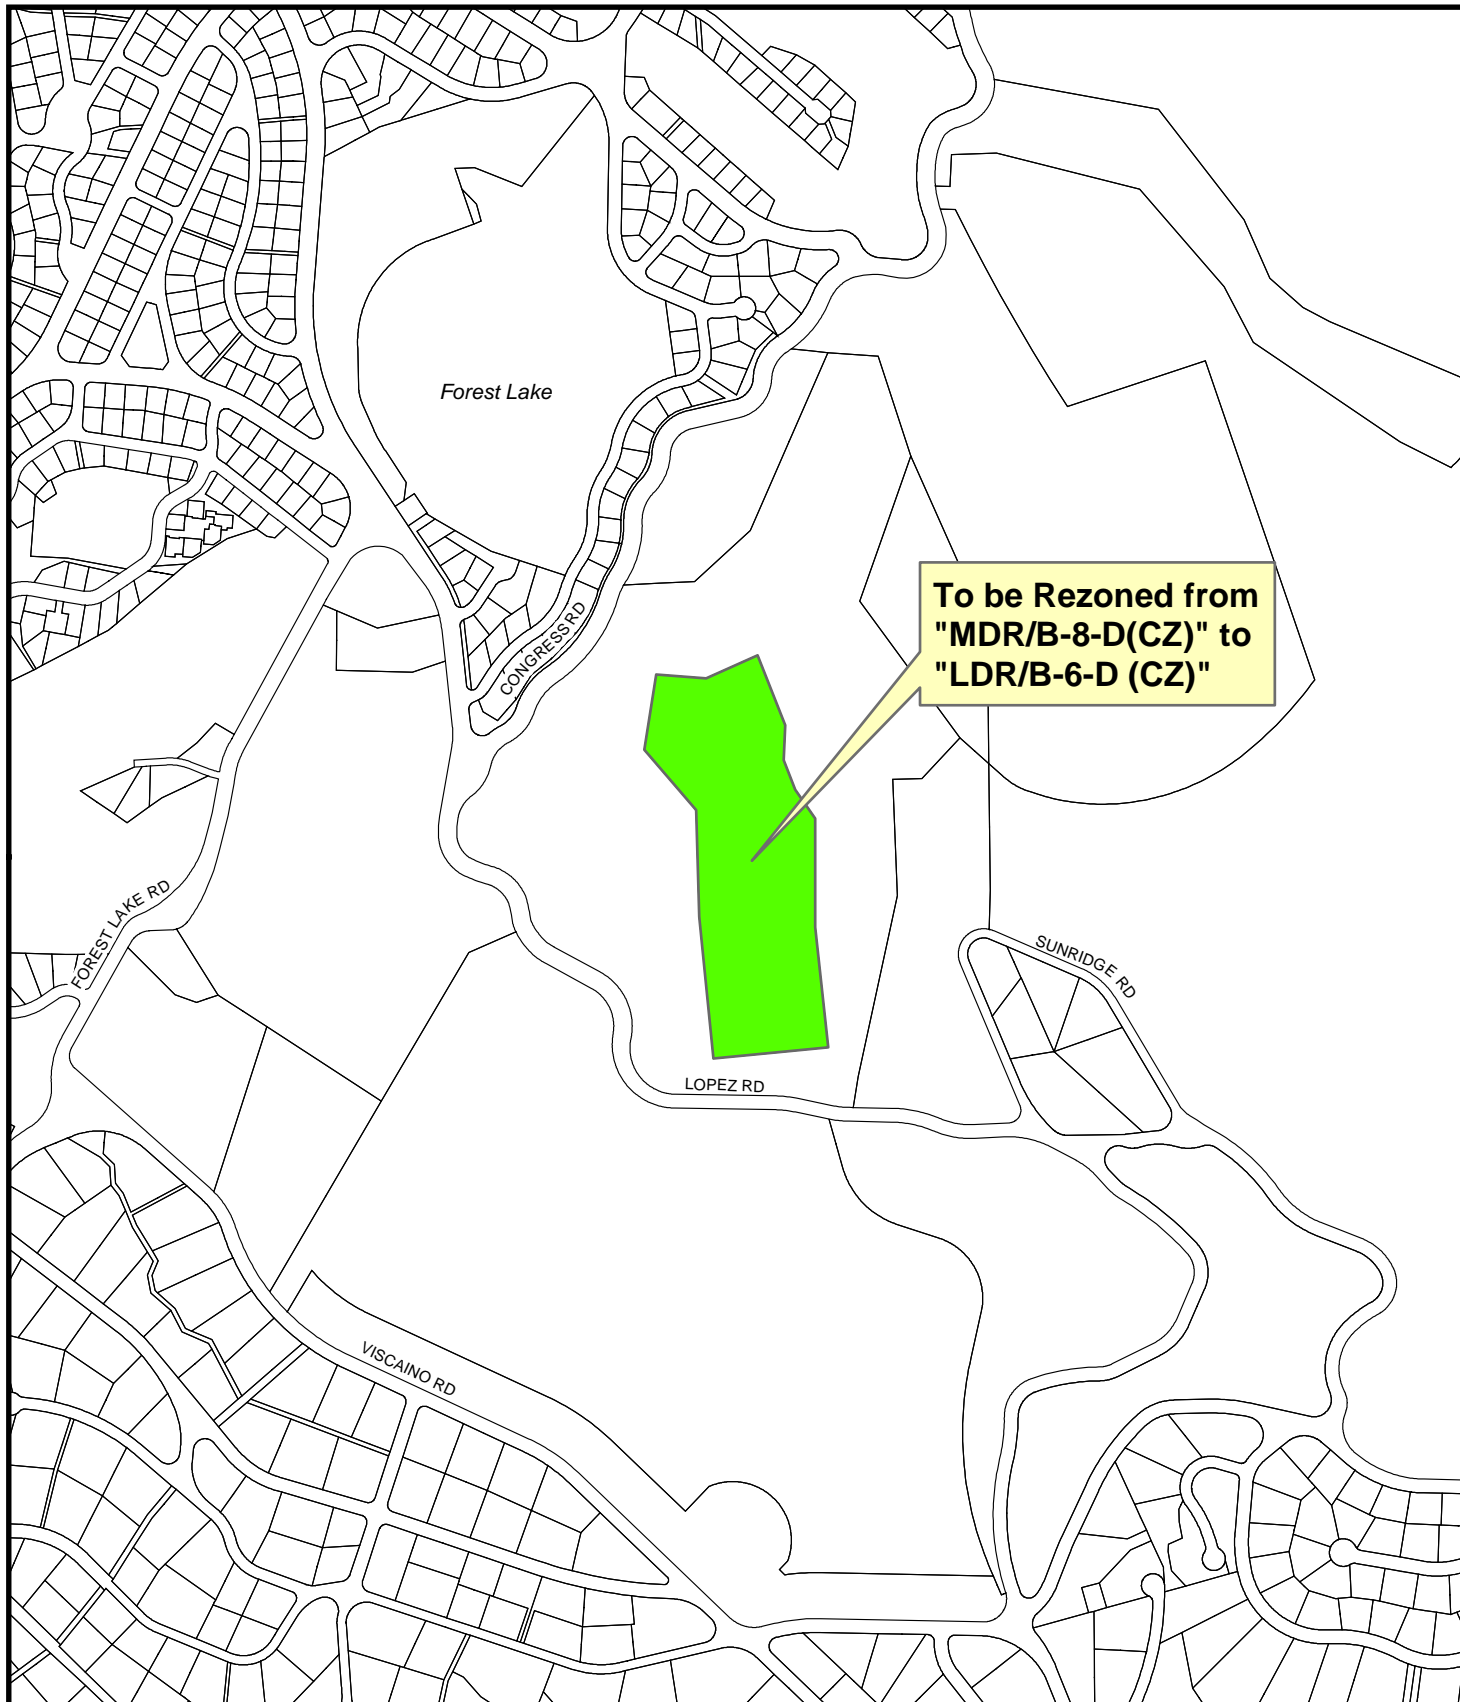 Forest Lake
To be Rezoned from
"MDR/B-8-D(CZ)" to
"LDR/B-6-D (CZ)"
CONGRESS RD
FOREST LAKE RD
SUNRIDGE RD
LOPEZ RD
VISCAINO RD